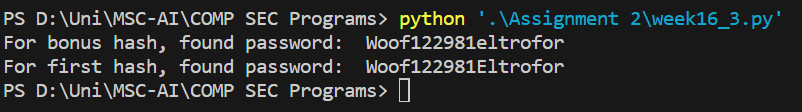 PS D:\Uni\MSC-AI\COMP SEC Programs> python '.\Assignment 2\week16_3.py'
For bonus hash, found password:  Woof122981eltrofor
For first hash, found password:  Woof122981Eltrofor
PS D:\Uni\MSC-AI\COMP SEC Programs>